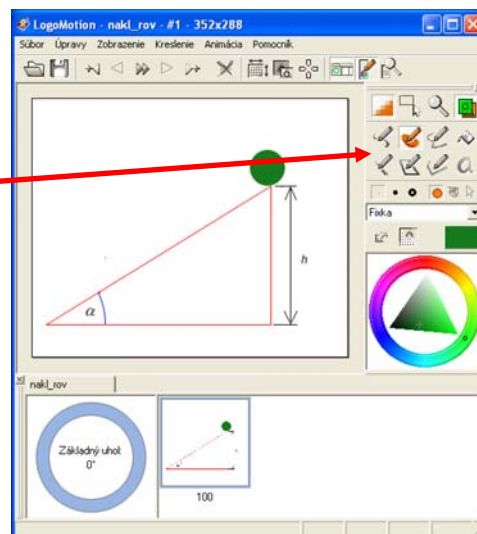 LogoMotion - nakl_rov - #1 - 352x288
Súbor Úpravy Zobrazenie Kreslenie Animácia Pomocník
a
Fixka
h
α
nakl_rov
Základný uhol:
0°
100